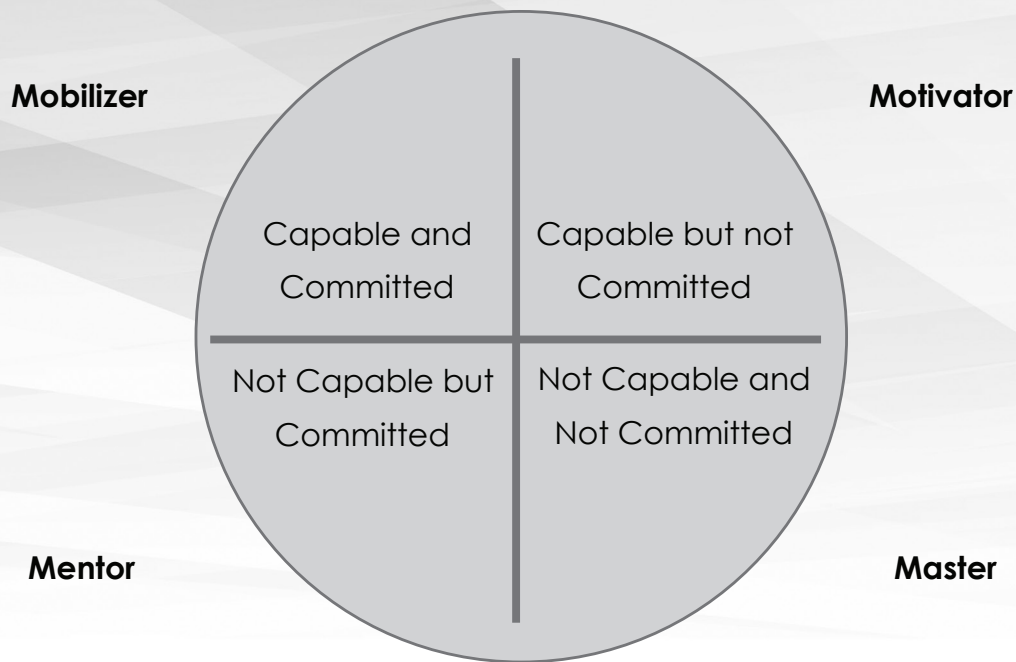 Mobilizer
Motivator
Capable and
Committed
Capable but not
Committed
Not Capable but
Committed
Not Capable and
Not Committed
Mentor
Master